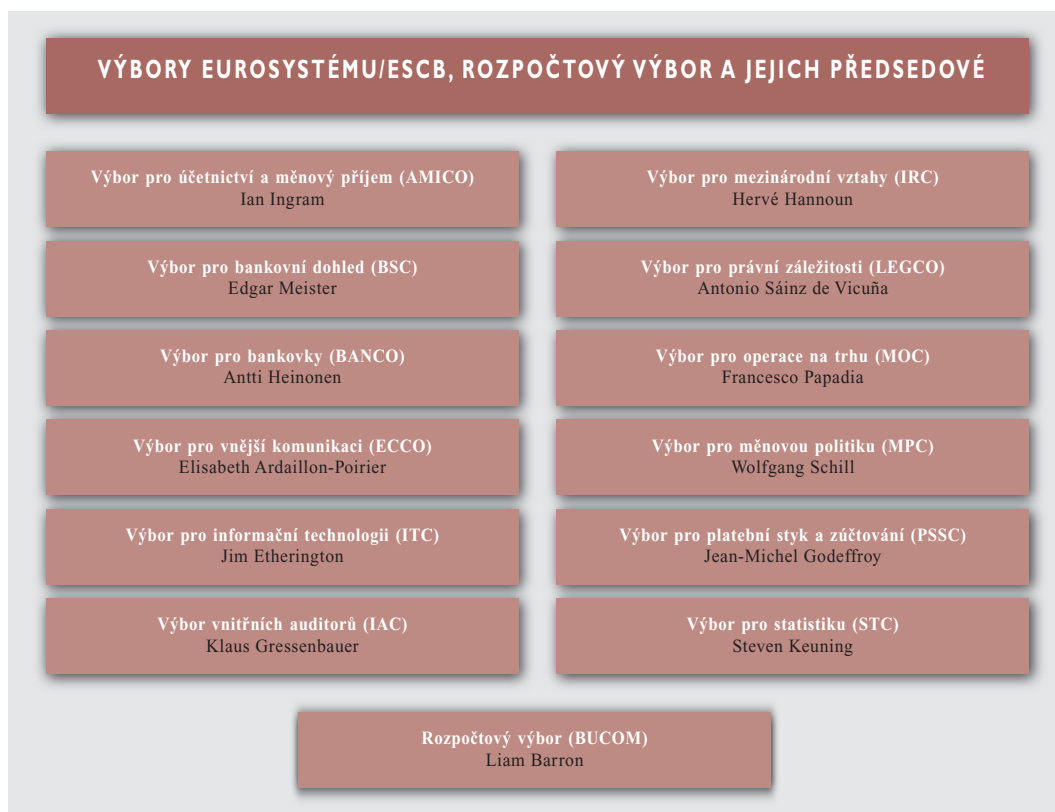 VÝBORY EUROSYSTÉMU/ESCB, ROZPOČTOVÝ VÝBOR A JEJICH PŘEDSEDOVÉ
Výbor pro účetnictví a měnový příjem (AMICO)
Ian Ingram
Výbor pro bankovní dohled (BSC)
Edgar Meister
Výbor pro bankovky (BANCO)
Antti Heinonen
Výbor pro vnější komunikaci (ECCO)
Elisabeth Ardaillon-Poirier
Výbor pro informační technologii (ITC)
Jim Etherington
Výbor vnitřních auditorů (IAC)
Klaus Gressenbauer
Výbor pro mezinárodní vztahy (IRC)
Hervé Hannoun
Výbor pro právní záležitosti (LEGCO)
Antonio Sáinz de Vicuña
Výbor pro operace na trhu (MOC)
Francesco Papadia
Výbor pro měnovou politiku (MPC)
Wolfgang Schill
Výbor pro platební styk a zúčtování (PSSC)
Jean-Michel Godeffroy
Výbor pro statistiku (STC)
Steven Keuning
Rozpočtový výbor (BUCOM)
Liam Barron